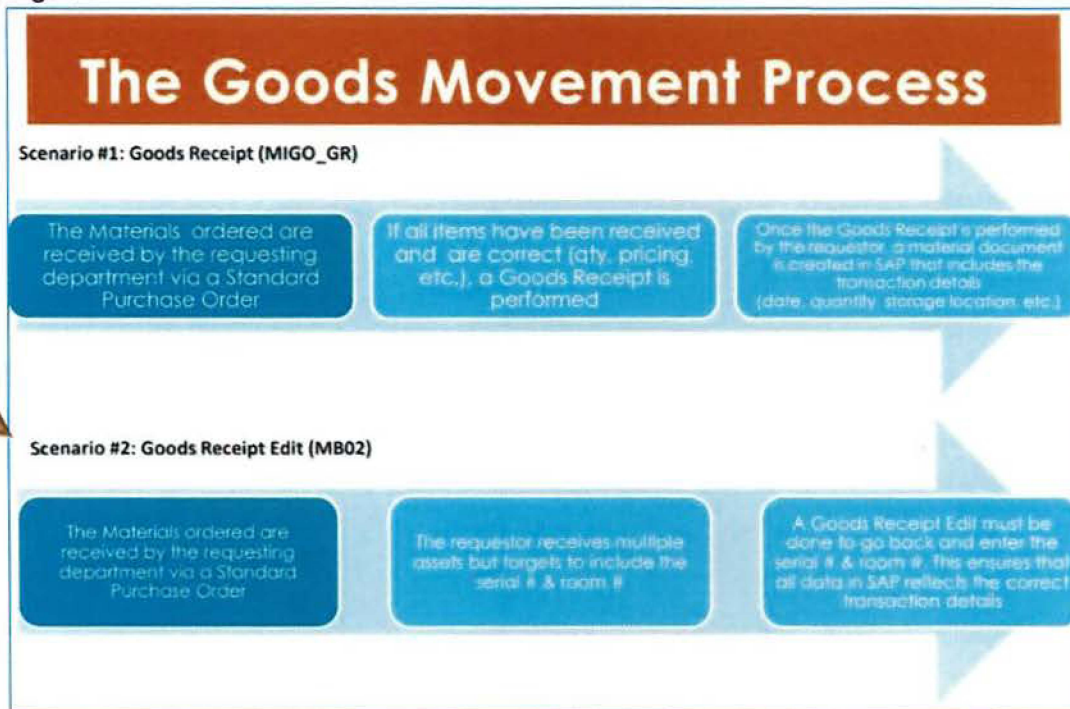 The Goods Movement Process
Scenario #1: Goods Receipt (MIGO_GR)
The Materials ordered are
received by the requesting
department via a Standard
Purchase Order
If all items have been received
and are correct (qty, pricing,
etc.), a Goods Receipt is
performed
Once the Goods Receipt is performed
by the requestor, a material document
is created in SAP that includes the
transaction details
(date, quantity, storage location, etc.)
Scenario #2: Goods Receipt Edit (MB02)
The Materials ordered are
received by the requesting
department via a Standard
Purchase Order
The requestor receives multiple
assets but forgets to include the
serial # & room #
A Goods Receipt Edit must be
done to go back and enter the
serial # & room #. This ensures that
all data in SAP reflects the correct
transaction details